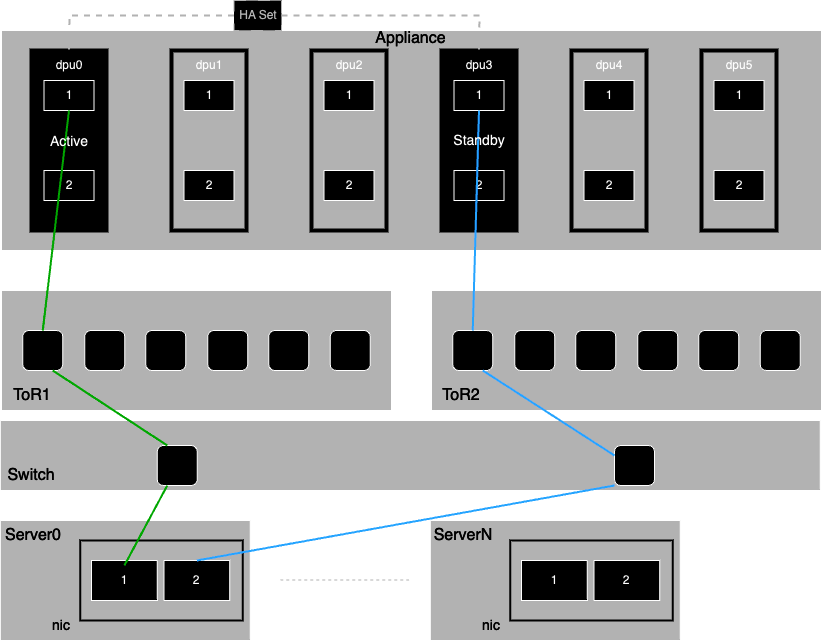 HA Set
Appliance
dpu0
dpu1
dpu2
dpu3
dpu4
dpu5
1
1
1
1
1
1
Active
Standby
2
2
2
2
2
2
ToR1
ToR2
Switch
Server0
ServerN
1
2
1
2
nic
nic